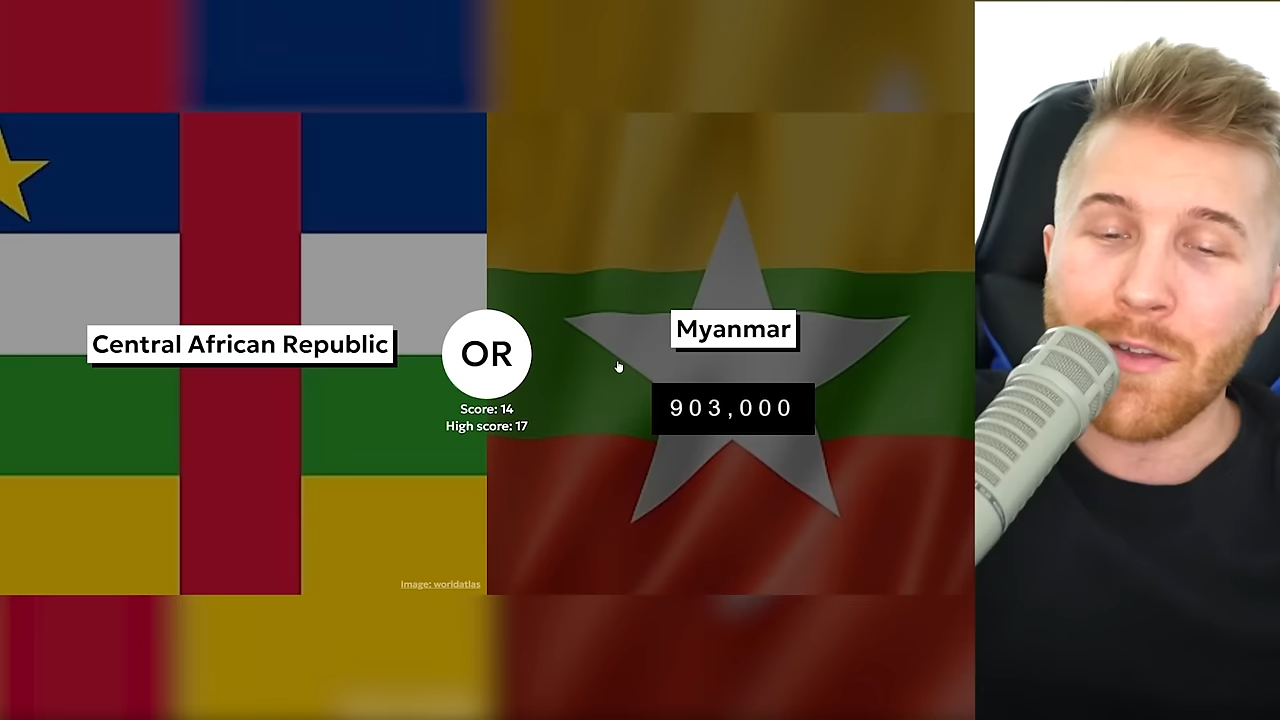 Central African Republic
OR
Score: 14
High score: 17
Myanmar
903,000
Image: worldatlas